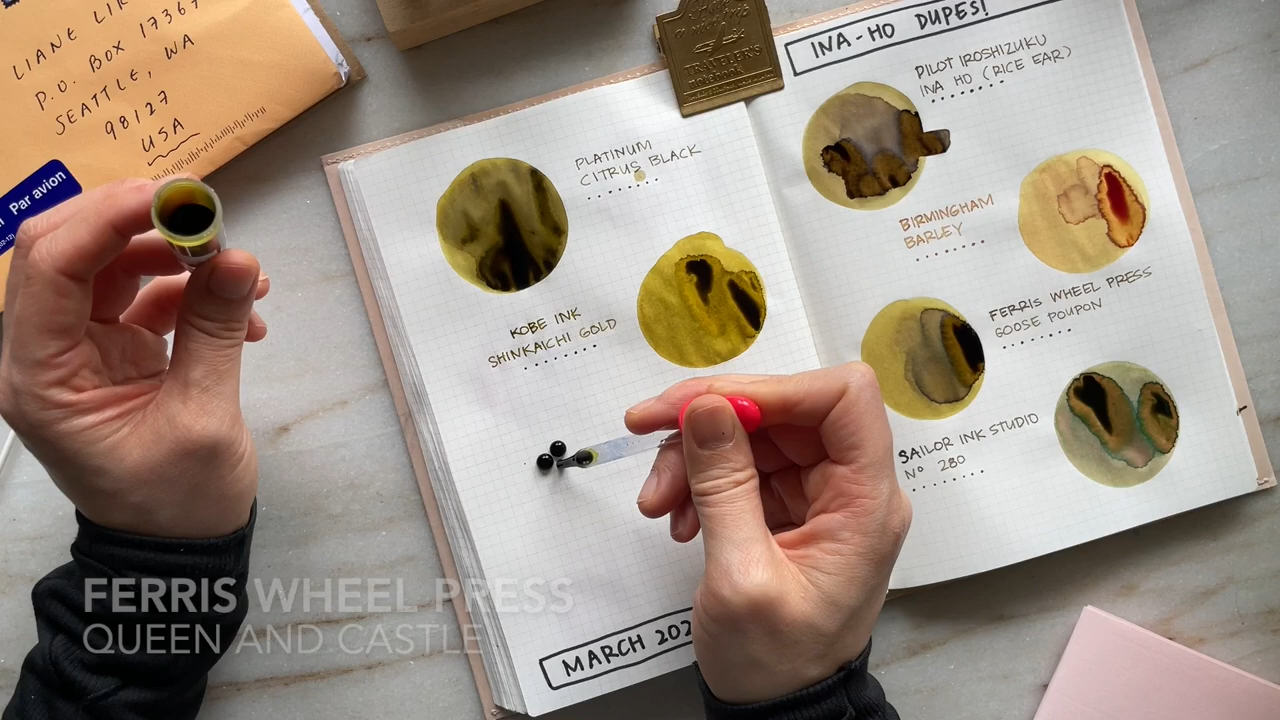 LIANE LIK
P.O. BOX 17367
SEATTLE, WA
98127
USA
Par avion
TRAVELER'S
notebook
INA-HO DUPES!
PLATINUM
CITRUS BLACK
KOBE INK
SHINKAICHI GOLD
PILOT IROSHIZUKU
INA HO (RICE EAR)
BIRMINGHAM
BARLEY
FERRIS WHEEL PRESS
GOOSE POUPON
SAILOR INK STUDIO
Nº 280
MARCH 202
FERRIS WHEEL PRESS
QUEEN AND CASTLE